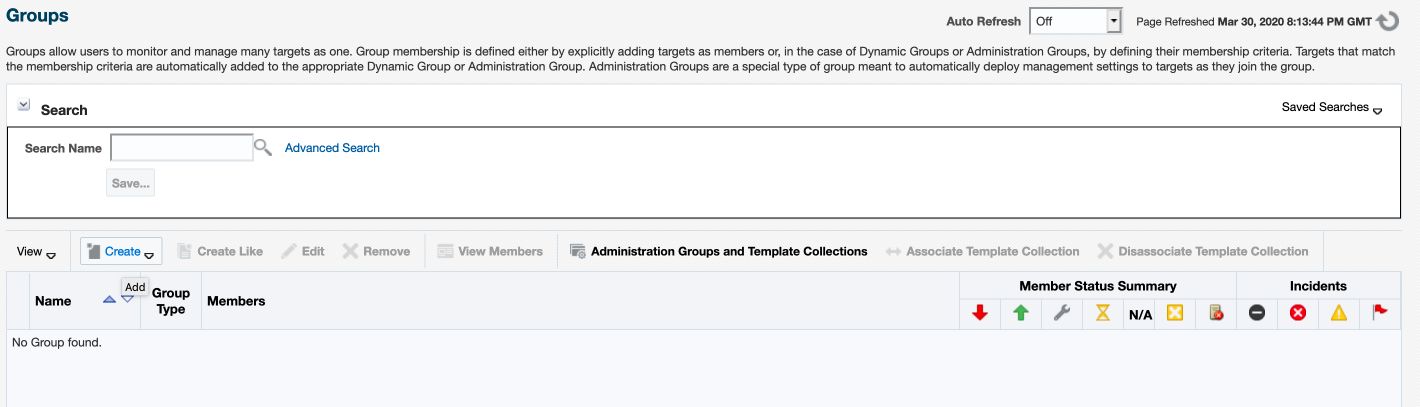 Groups
Auto Refresh Off Page Refreshed Mar 30, 2020 8:13:44 PM GMT
Groups allow users to monitor and manage many targets as one. Group membership is defined either by explicitly adding targets as members or, in the case of Dynamic Groups or Administration Groups, by defining their membership criteria. Targets that match
the membership criteria are automatically added to the appropriate Dynamic Group or Administration Group. Administration Groups are a special type of group meant to automatically deploy management settings to targets as they join the group.
Search
Saved Searches
Search Name
Advanced Search
Save...
View Create Create Like Edit Remove View Members Administration Groups and Template Collections Associate Template Collection Disassociate Template Collection
Add
Name
Group
Type
Members
Member Status Summary
Incidents
N/A
No Group found.